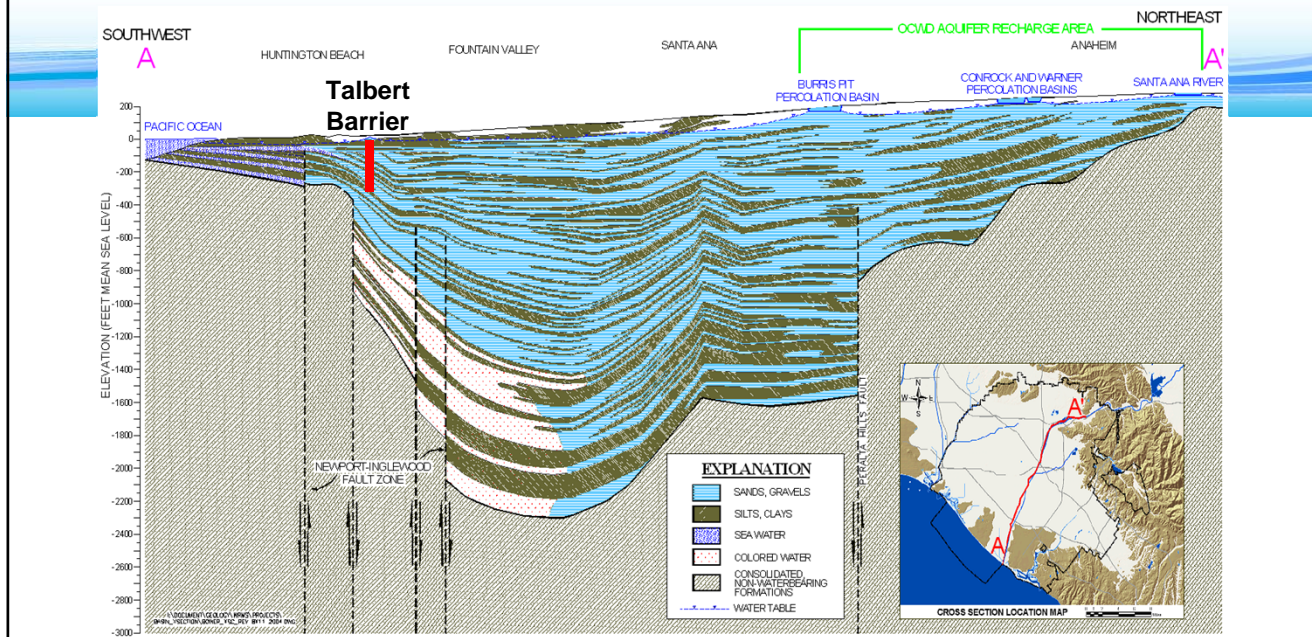 SOUTHWEST
A
HUNTINGTON BEACH
FOUNTAIN VALLEY
SANTA ANA
OCWD AQUIFER RECHARGE AREA
ANAHEIM
NORTHEAST
A'
Talbert
Barrier
BURRIS PIT
PERCOLATION BASIN
CONROCK AND WARNER
PERCOLATION BASINS
SANTA ANA RIVER
PACIFIC OCEAN
ELEVATION (FEET MEAN SEA LEVEL)
200
0
-200
-400
-600
-800
-1000
-1200
-1400
-1600
-1800
-2000
-2200
-2400
-2600
-2800
-3000
NEWPORT-INGLEWOOD
FAULT ZONE
PERALTA HILLS FAULT
EXPLANATION
SANDS, GRAVELS
SILTS, CLAYS
SEA WATER
COLORED WATER
CONSOLIDATED,
NON-WATERBEARING
FORMATIONS
WATER TABLE
N
W
E
S
A'
A
CROSS SECTION LOCATION MAP